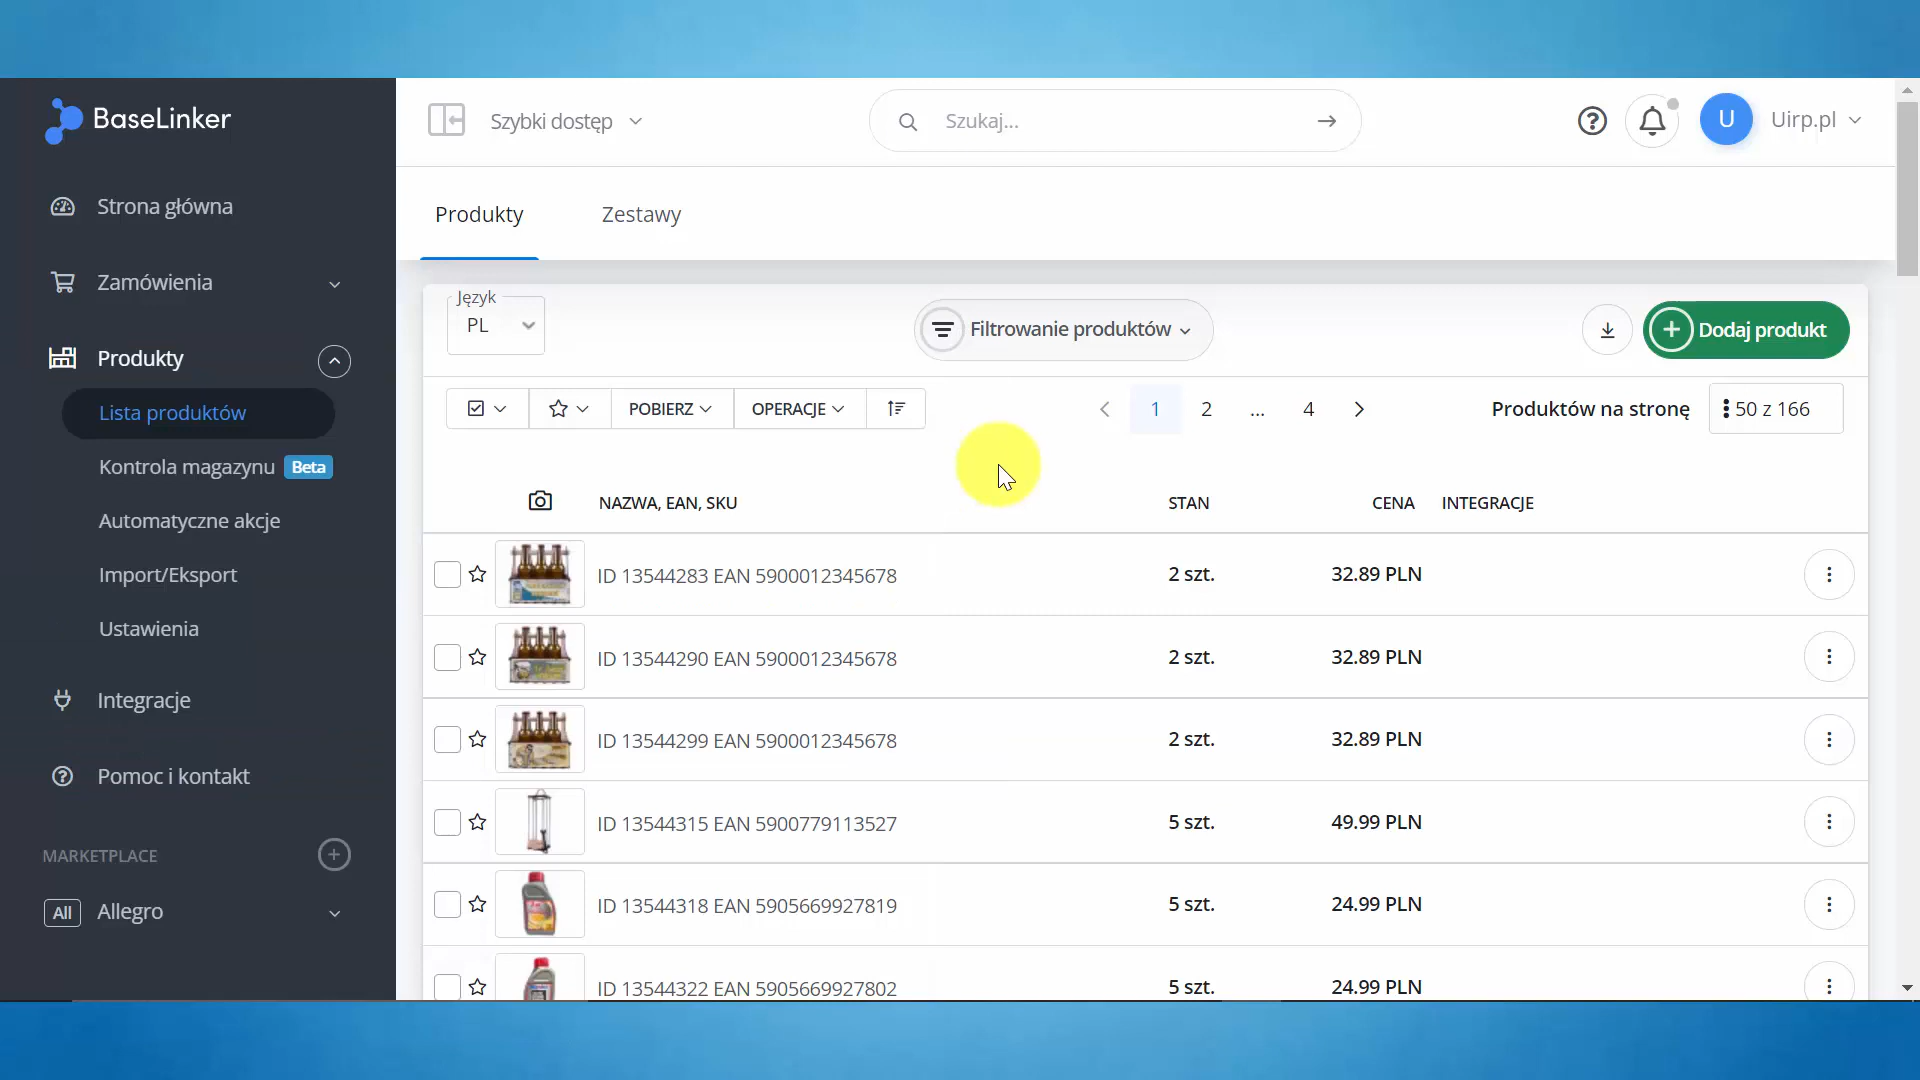 BaseLinker
Szybki dostęp
Szukaj...
U
Uirp.pl
Strona główna
Zamówienia
Produkty
Lista produktów
Kontrola magazynu Beta
Automatyczne akcje
Import/Eksport
Ustawienia
Integracje
Pomoc i kontakt
MARKETPLACE
All Allegro
Produkty
Zestawy
Język
PL
Filtrowanie produktów
Dodaj produkt
POBIERZ
OPERACJE
1
2
...
4
Produktów na stronę
50 z 166
NAZWA, EAN, SKU
STAN
CENA
INTEGRACJE
ID 13544283 EAN 5900012345678
2 szt.
32.89 PLN
ID 13544290 EAN 5900012345678
2 szt.
32.89 PLN
ID 13544299 EAN 5900012345678
2 szt.
32.89 PLN
ID 13544315 EAN 5900779113527
5 szt.
49.99 PLN
ID 13544318 EAN 5905669927819
5 szt.
24.99 PLN
ID 13544322 EAN 5905669927802
5 szt.
24.99 PLN